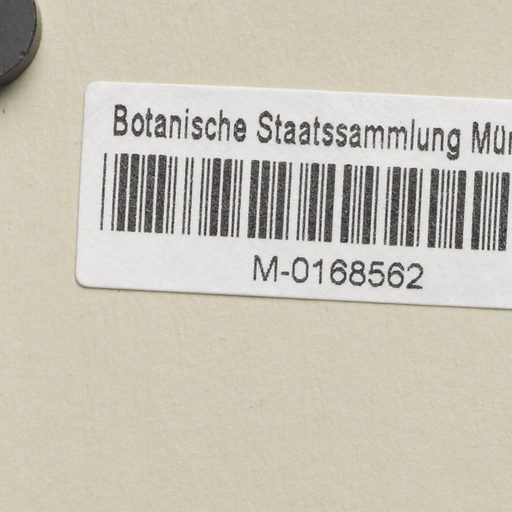 Botanische Staatssammlung Mün
M-0168562